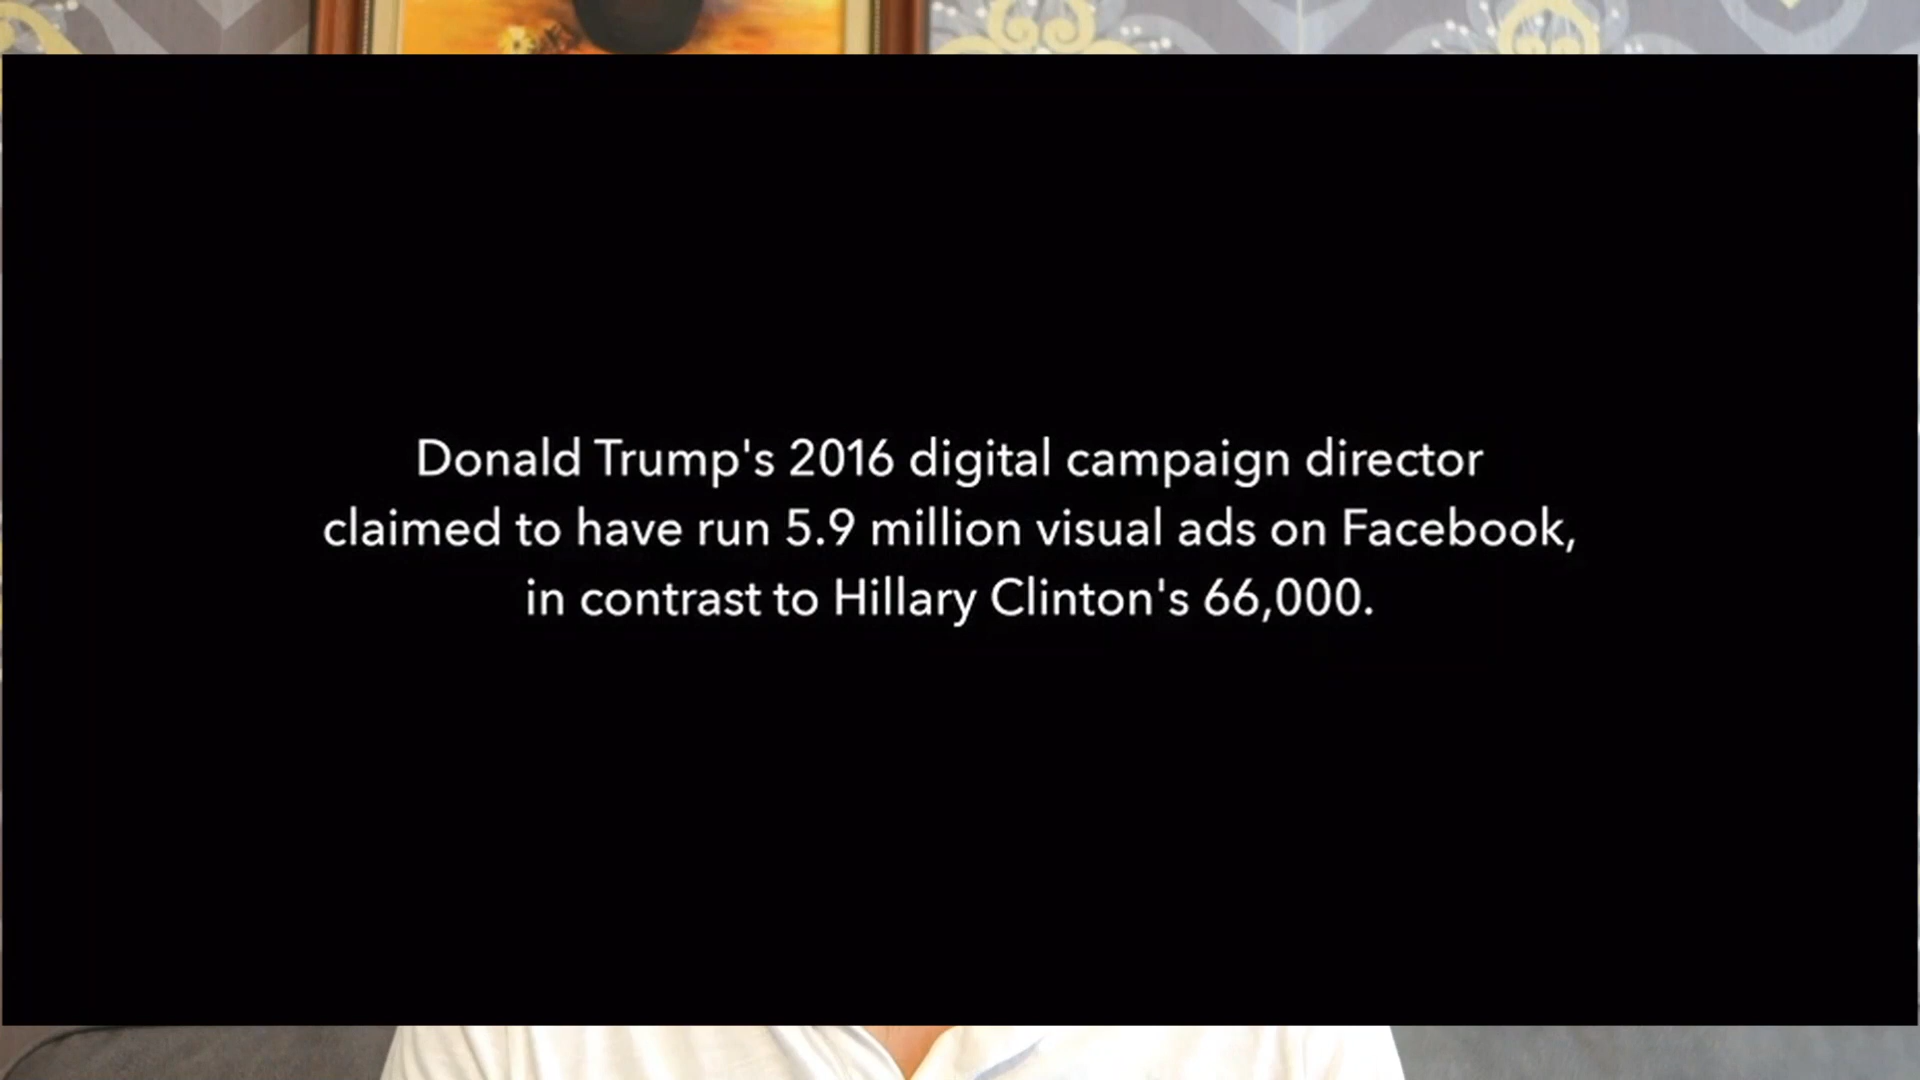 Donald Trump's 2016 digital campaign director
claimed to have run 5.9 million visual ads on Facebook,
in contrast to Hillary Clinton's 66,000.